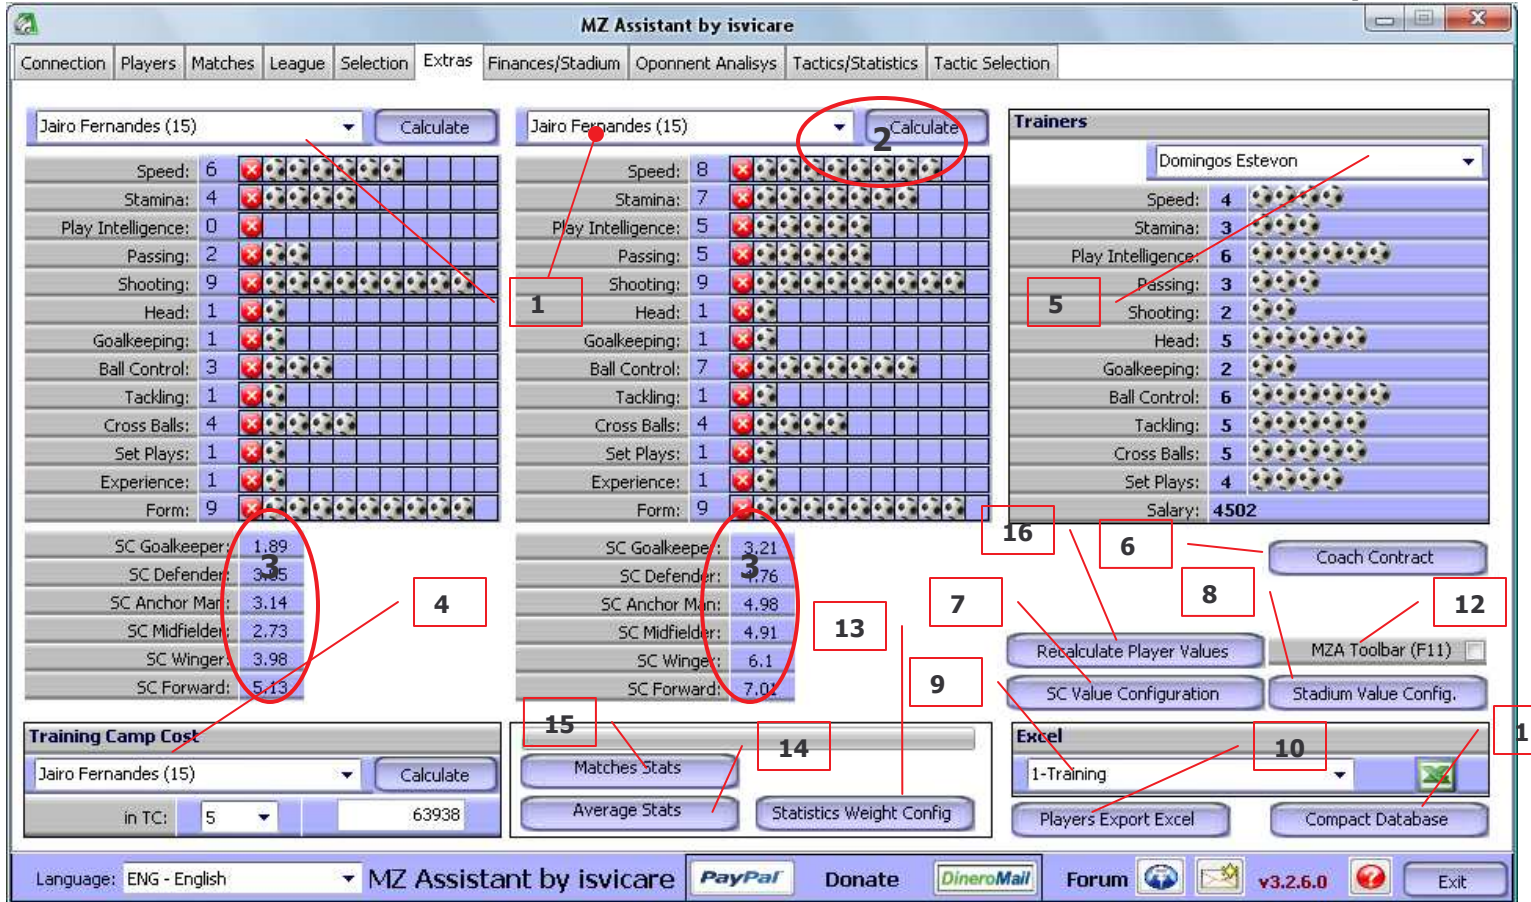 MZ Assistant by isvicare
Connection Players Matches League Selection Extras Finances/Stadium Oponnent Analisys Tactics/Statistics Tactic Selection
Jairo Fernandes (15) Calculate
Speed: 6
Stamina: 4
Play Intelligence: 0
Passing: 2
Shooting: 9
Head: 1
Goalkeeping: 1
Ball Control: 3
Tackling: 1
Cross Balls: 4
Set Plays: 1
Experience: 1
Form: 9
SC Goalkeeper: 1.89
SC Defender:
SC Anchor Man: 3.14
SC Midfielder: 2.73
SC Winger: 3.98
SC Forward: 5.13
3
4
Jairo Fernandes (15) Calculate
2
Speed: 8
Stamina: 7
Play Intelligence: 5
Passing: 5
Shooting: 9
Head: 1
Goalkeeping: 1
Ball Control: 7
Tackling: 1
Cross Balls: 4
Set Plays: 1
Experience: 1
Form: 9
1
SC Goalkeeper: 3.21
SC Defender: 4.76
SC Anchor Man: 4.98
SC Midfielder: 4.91
SC Winger: 6.1
SC Forward: 7.01
3
13
Trainers
Domingos Estevon
Speed: 4
Stamina: 3
Play Intelligence: 6
Passing: 3
Shooting: 2
Head: 5
Goalkeeping: 2
Ball Control: 6
Tackling: 5
Cross Balls: 5
Set Plays: 4
Salary: 4502
5
16
6
Coach Contract
7
8
12
Recalculate Player Values
MZA Toolbar (F11)
9
SC Value Configuration
Stadium Value Config.
Training Camp Cost
Jairo Fernandes (15) Calculate
in TC: 5 63938
15
14
Matches Stats
Average Stats
Statistics Weight Config
Excel
10
1
1-Training
Players Export Excel
Compact Database
Language: ENG - English
MZ Assistant by isvicare
PayPal Donate DineroMail Forum v3.2.6.0 Exit